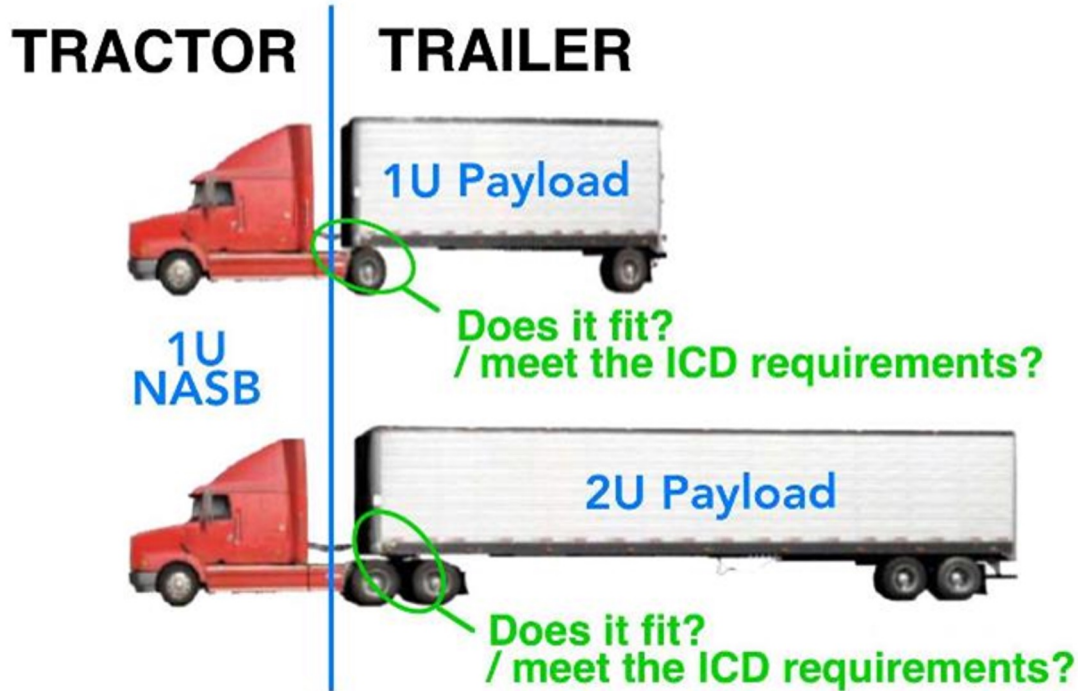 TRACTOR
TRAILER
1U Payload
Does it fit?
/ meet the ICD requirements?
1U
NASB
2U Payload
Does it fit?
/ meet the ICD requirements?